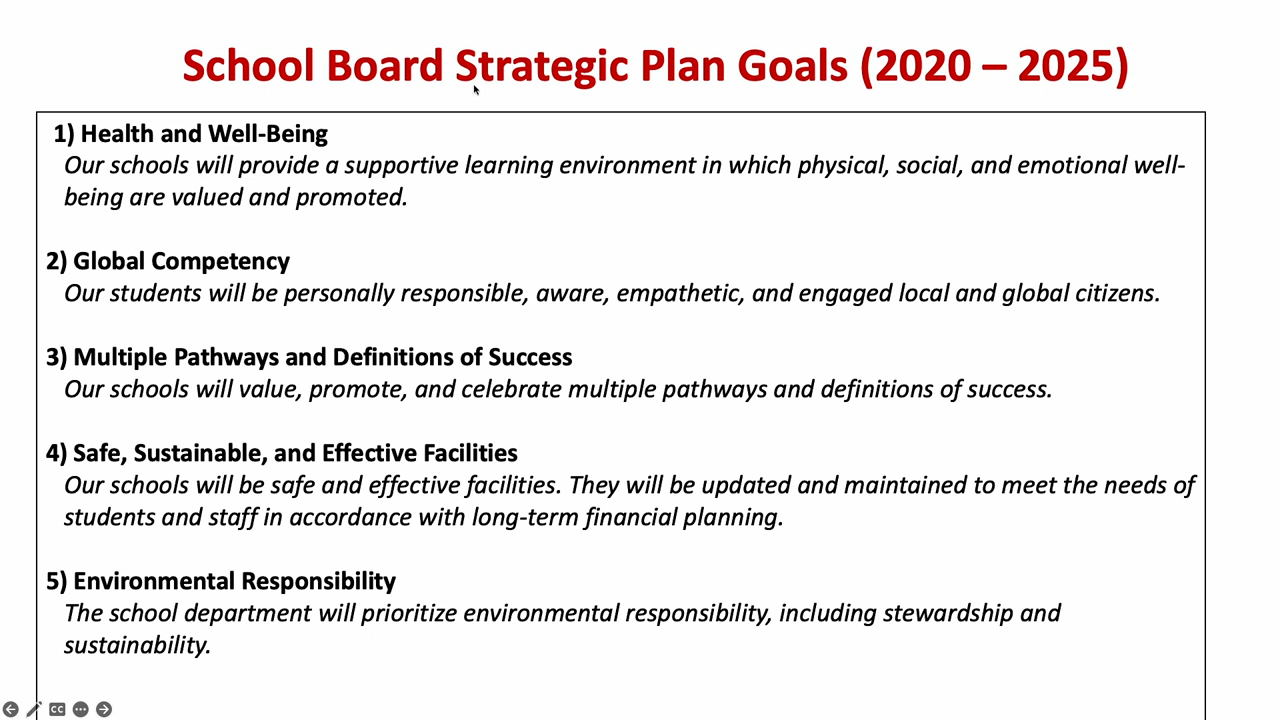 School Board Strategic Plan Goals (2020 – 2025)
1) Health and Well-Being
Our schools will provide a supportive learning environment in which physical, social, and emotional well-
being are valued and promoted.
2) Global Competency
Our students will be personally responsible, aware, empathetic, and engaged local and global citizens.
3) Multiple Pathways and Definitions of Success
Our schools will value, promote, and celebrate multiple pathways and definitions of success.
4) Safe, Sustainable, and Effective Facilities
Our schools will be safe and effective facilities. They will be updated and maintained to meet the needs of
students and staff in accordance with long-term financial planning.
5) Environmental Responsibility
The school department will prioritize environmental responsibility, including stewardship and
sustainability.
CC